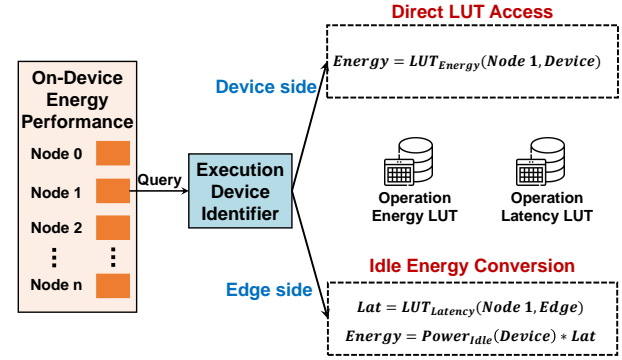 Direct LUT Access
Energy = LUT_Energy(Node 1, Device)
On-Device
Energy
Performance
Node 0
Node 1
Node 2
Node n
Query
Execution
Device
Identifier
Device side
Edge side
Operation
Energy LUT
Operation
Latency LUT
Idle Energy Conversion
Lat = LUT_Latency(Node 1, Edge)
Energy = Power_Idle(Device) * Lat